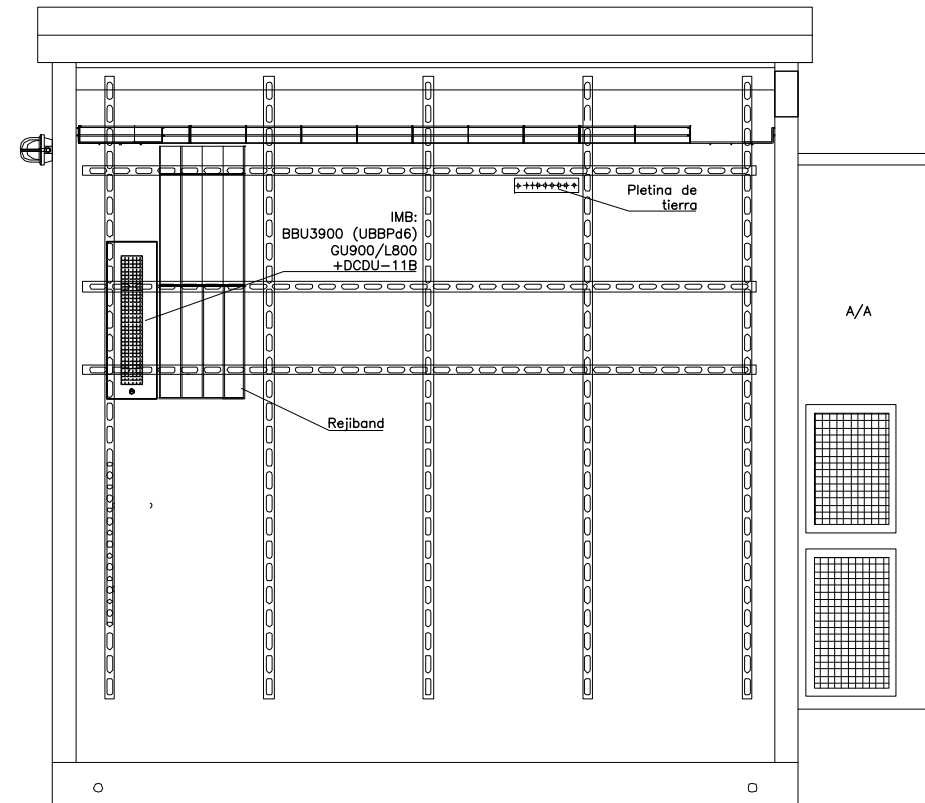 Pletina de
tierra
IMB:
BBU3900 (UBBPd6)
GU900/L800
+DCDU-11B
A/A
Rejiband